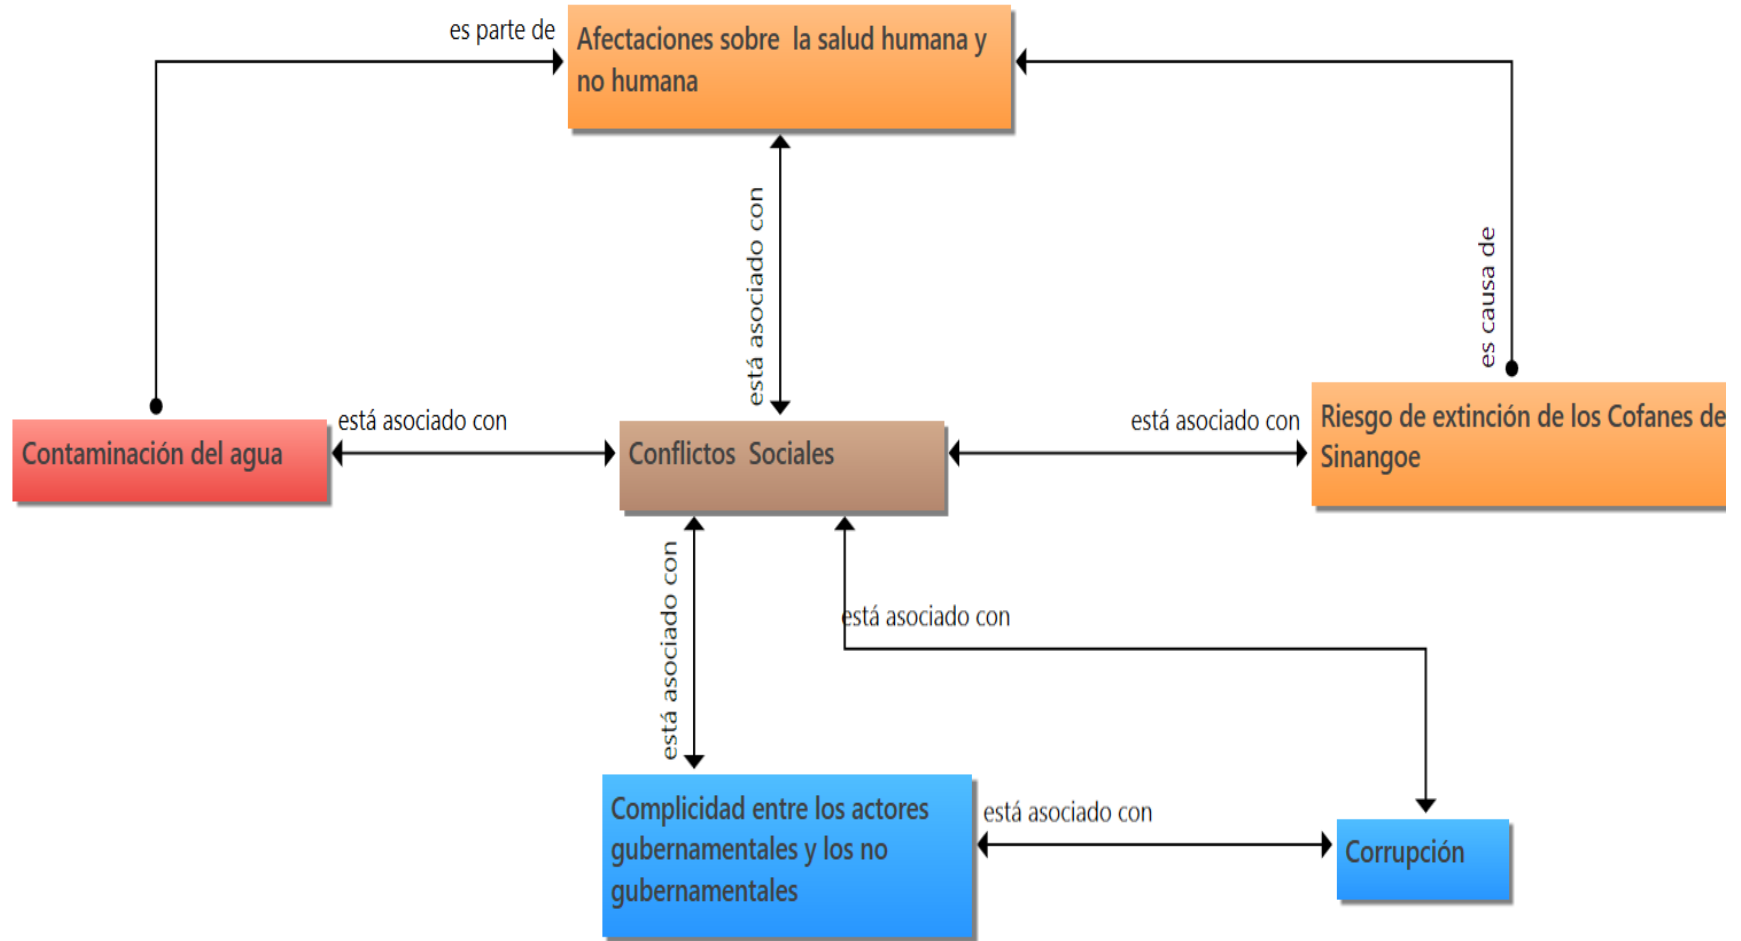 es parte de
Afectaciones sobre  la salud humana y
no humana
está asociado con
es causa de
Contaminación del agua
está asociado con
Conflictos  Sociales
está asociado con
Riesgo de extinción de los Cofanes de
Sinangoe
está asociado con
está asociado con
Complicidad entre los actores
gubernamentales y los no
gubernamentales
está asociado con
Corrupción